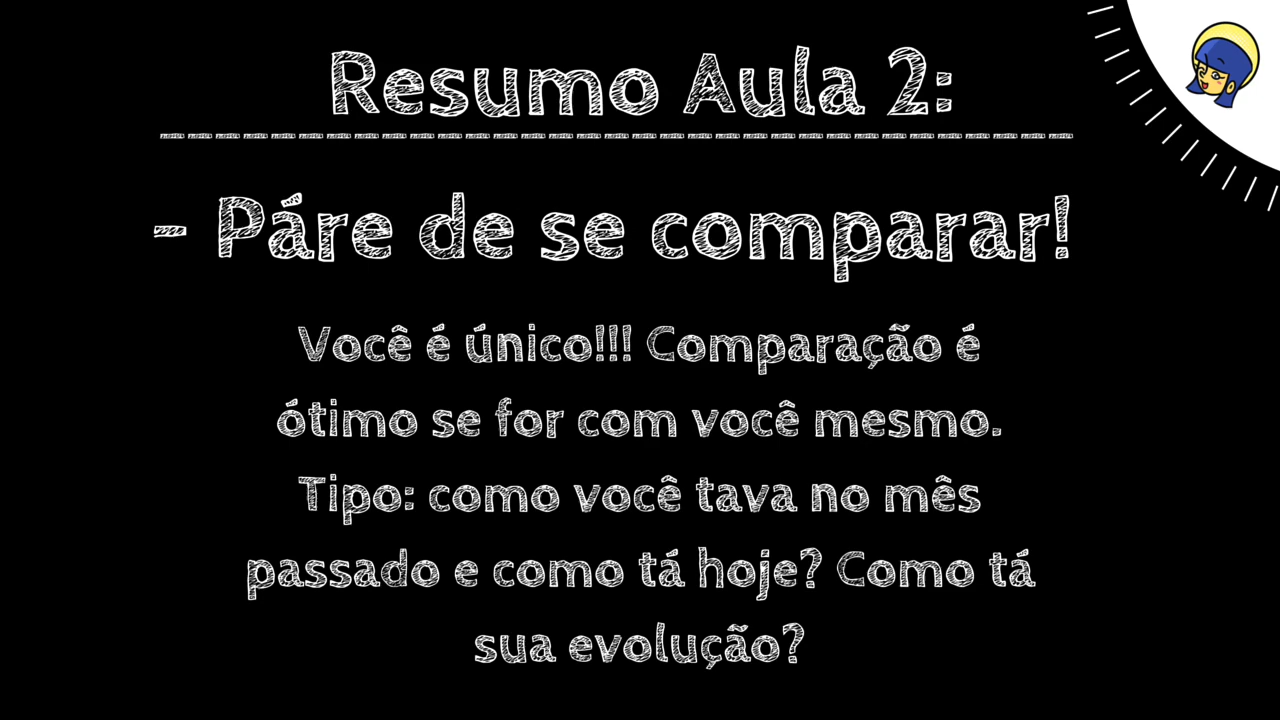 Resumo Aula 2:
- Páre de se comparar!
Você é único!!! Comparação é
ótimo se for com você mesmo.
Tipo: como você tava no mês
passado e como tá hoje? Como tá
sua evolução?